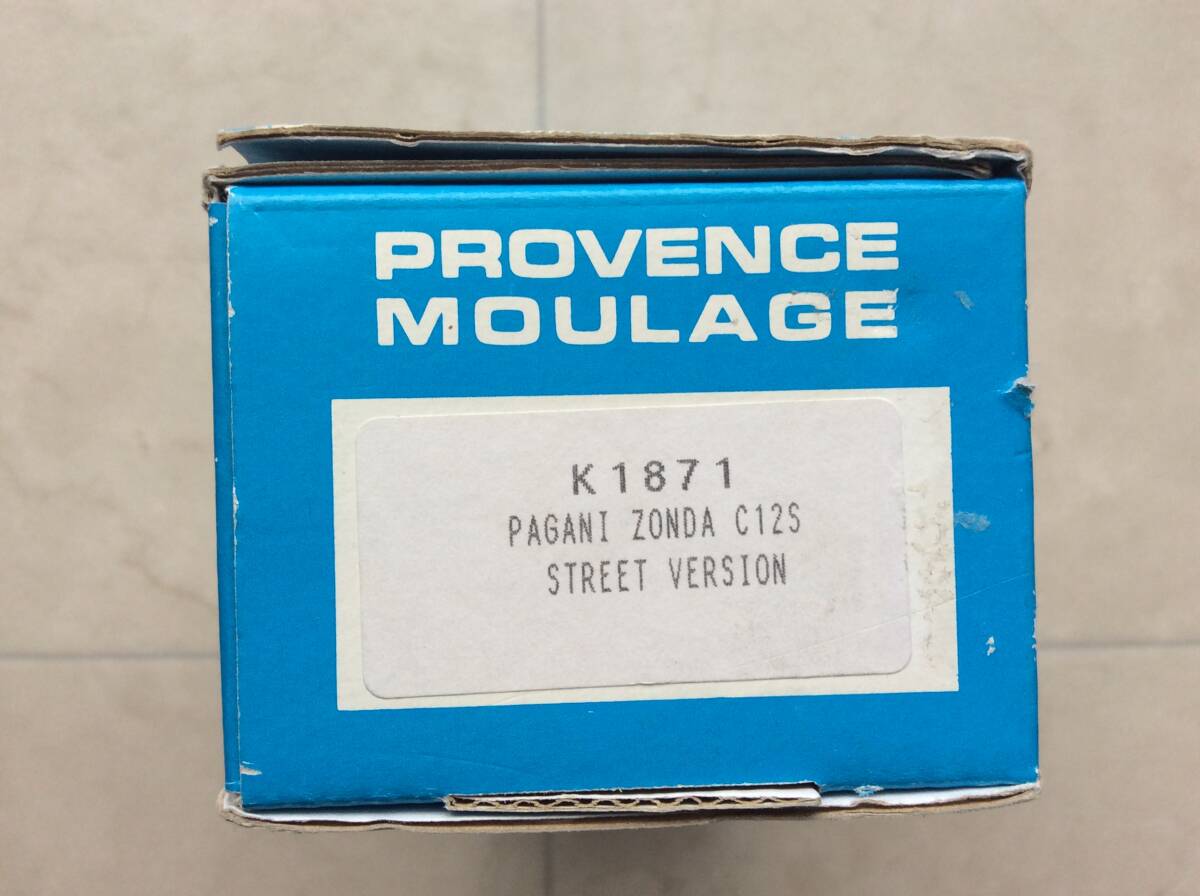 PROVENCE
MOULAGE
K1871
PAGANI ZONDA C12S
STREET VERSION